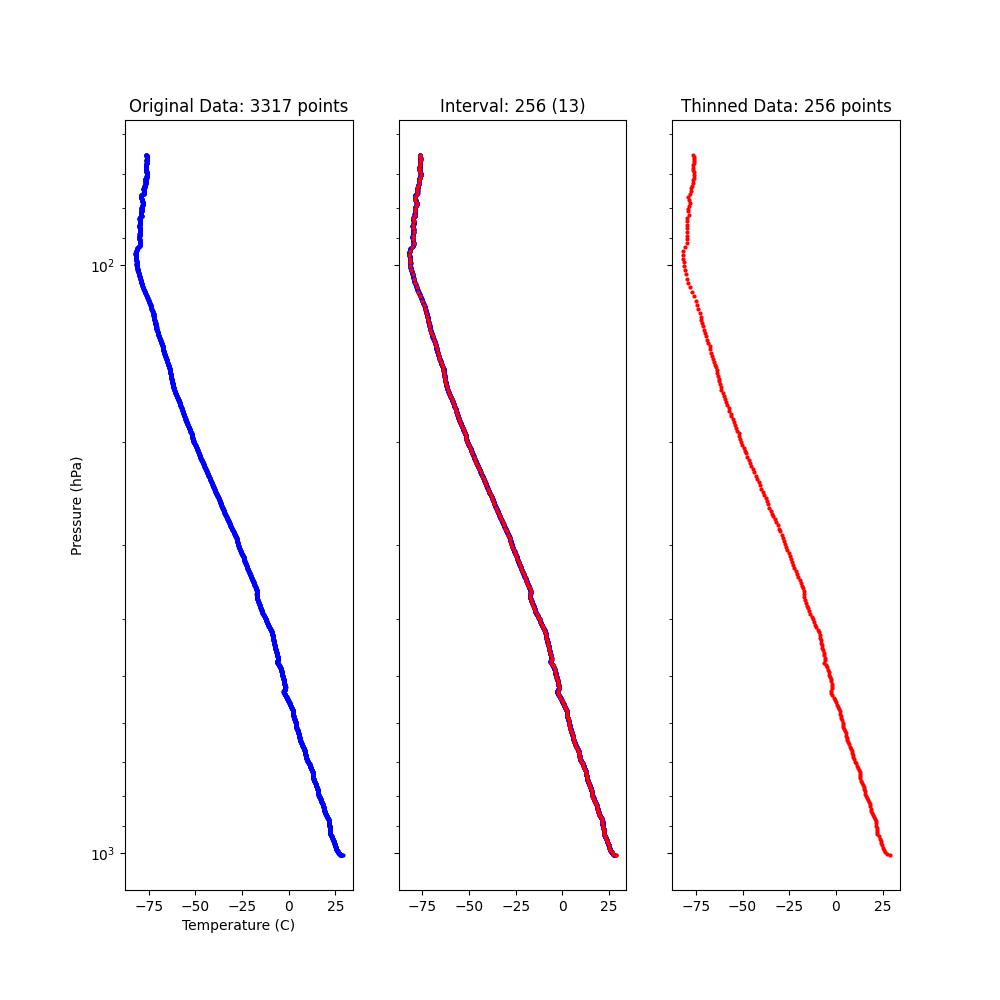 Original Data: 3317 points
Interval: 256 (13)
Thinned Data: 256 points
10²
10³
Pressure (hPa)
−75 −50 −25 0 25
−75 −50 −25 0 25
−75 −50 −25 0 25
Temperature (C)